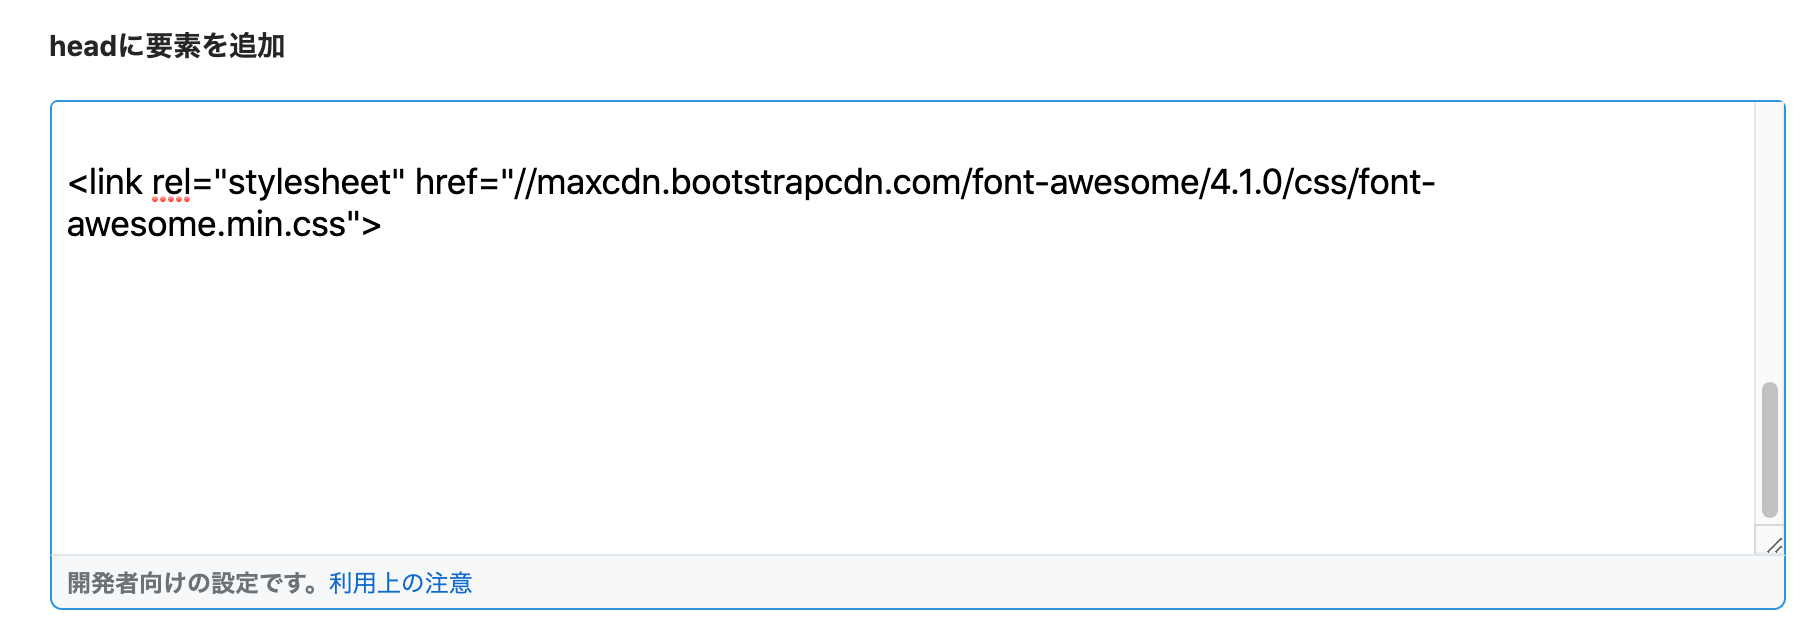 headに要素を追加
<link rel="stylesheet" href="//maxcdn.bootstrapcdn.com/font-awesome/4.1.0/css/font-
awesome.min.css">
開発者向けの設定です。利用上の注意